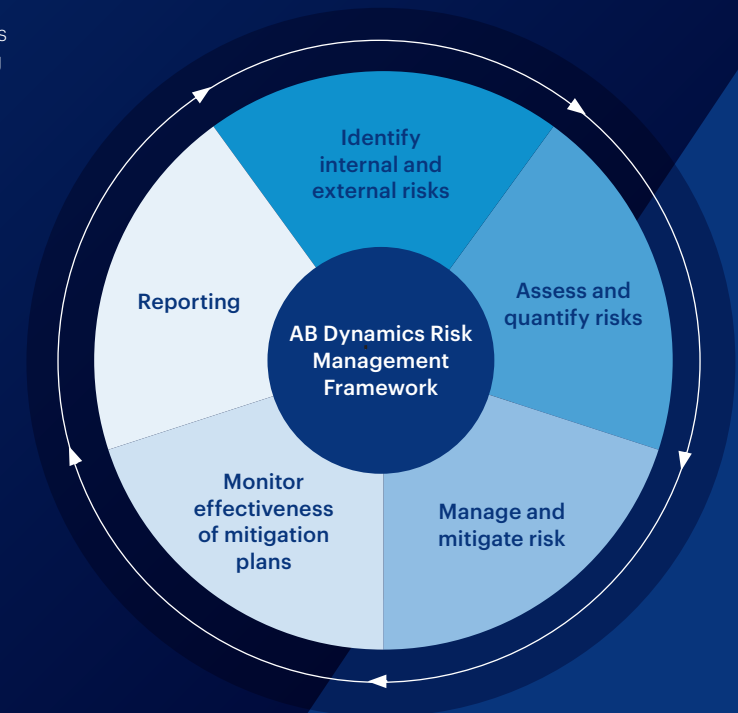 Identify
internal and
external risks
Assess and
quantify risks
Manage and
mitigate risk
Monitor
effectiveness
of mitigation
plans
Reporting
AB Dynamics Risk
Management
Framework